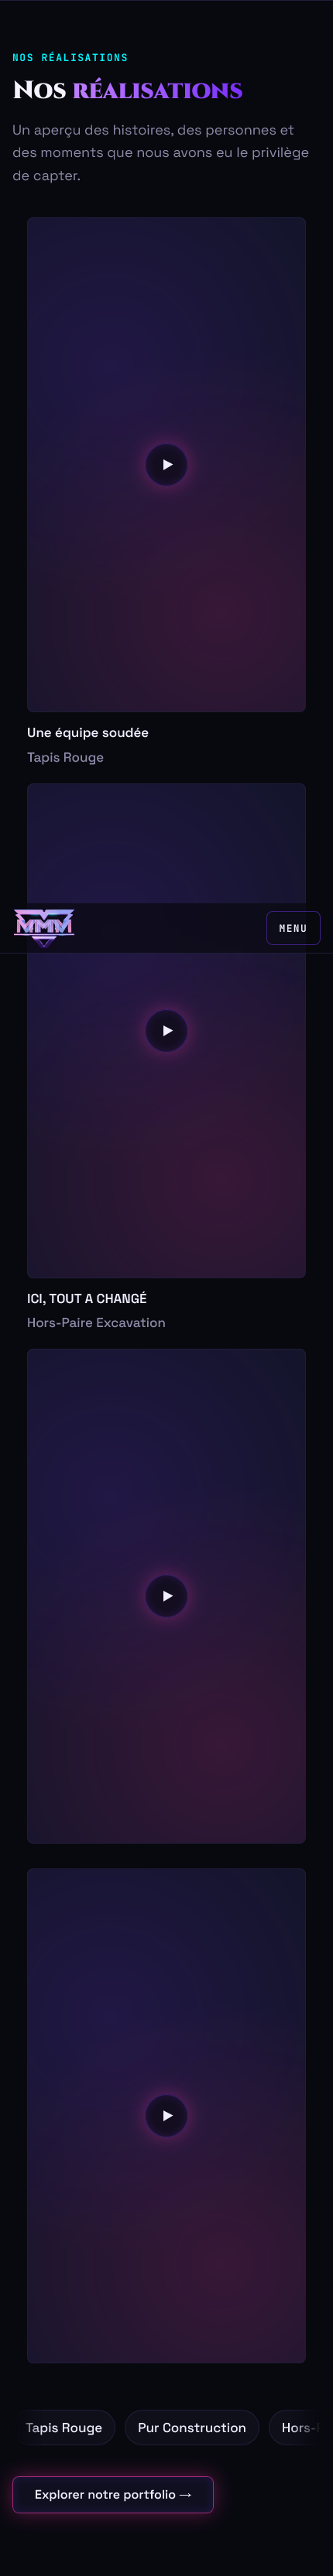 NOS RÉALISATIONS
Nos réalisations
Un aperçu des histoires, des personnes et
des moments que nous avons eu le privilège
de capter.
Une équipe soudée
Tapis Rouge
MMM
MENU
ICI, TOUT A CHANGÉ
Hors-Paire Excavation
Tapis Rouge
Pur Construction
Hors-
Explorer notre portfolio →